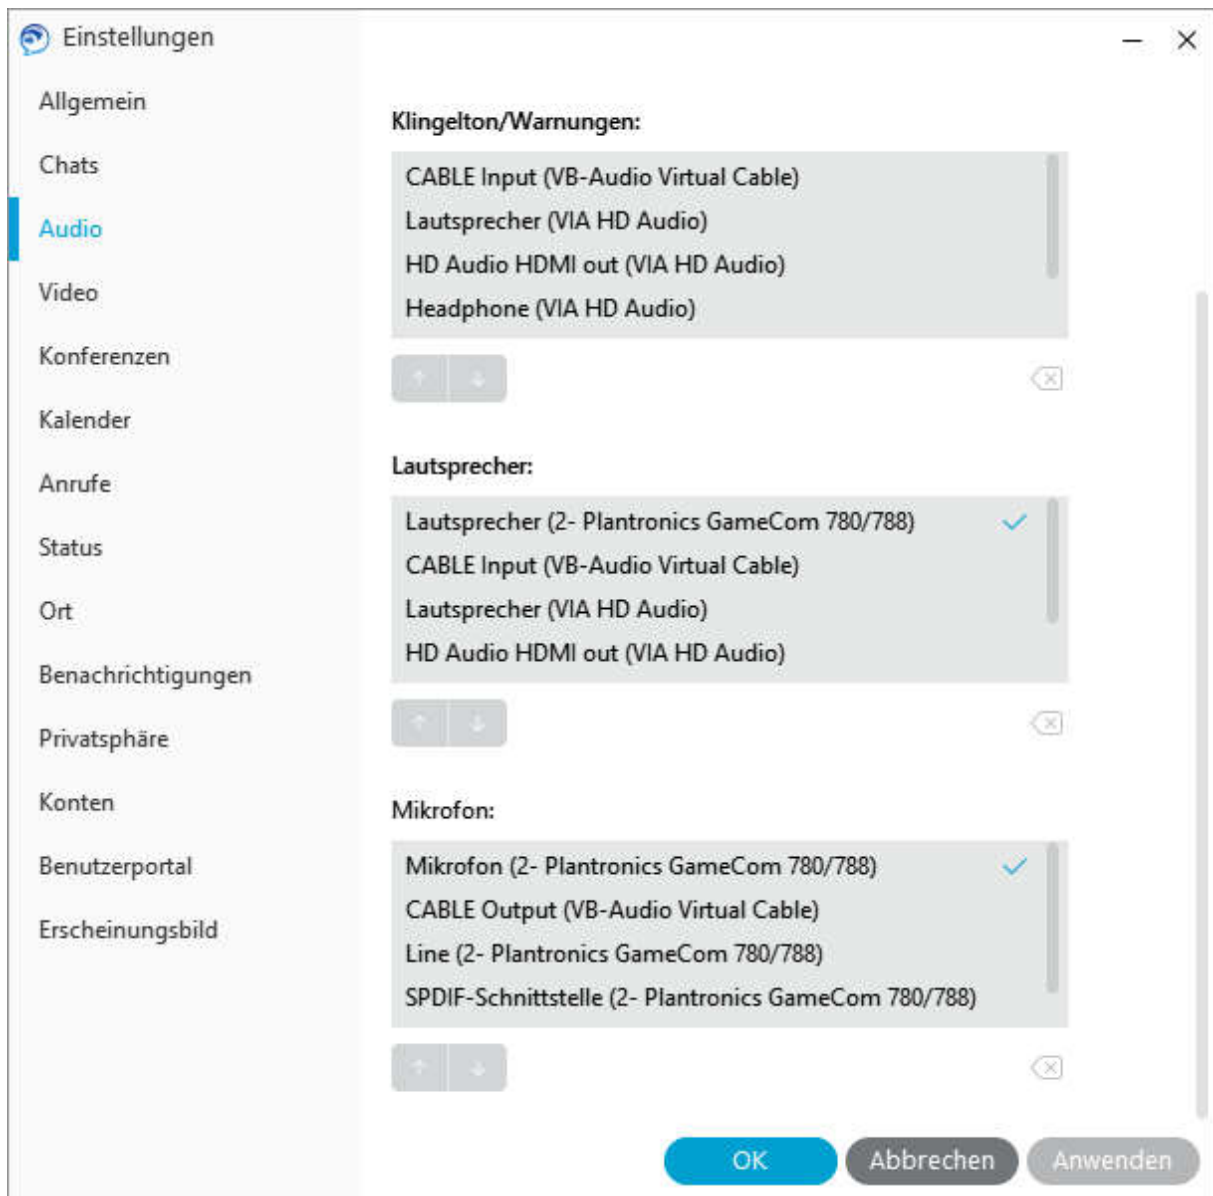 Einstellungen
Allgemein
Chats
Audio
Video
Konferenzen
Kalender
Anrufe
Status
Ort
Benachrichtigungen
Privatsphäre
Konten
Benutzerportal
Erscheinungsbild
Klingelton/Warnungen:
CABLE Input (VB-Audio Virtual Cable)
Lautsprecher (VIA HD Audio)
HD Audio HDMI out (VIA HD Audio)
Headphone (VIA HD Audio)
Lautsprecher:
Lautsprecher (2- Plantronics GameCom 780/788)
CABLE Input (VB-Audio Virtual Cable)
Lautsprecher (VIA HD Audio)
HD Audio HDMI out (VIA HD Audio)
Mikrofon:
Mikrofon (2- Plantronics GameCom 780/788)
CABLE Output (VB-Audio Virtual Cable)
Line (2- Plantronics GameCom 780/788)
SPDIF-Schnittstelle (2- Plantronics GameCom 780/788)
OK Abbrechen Anwenden